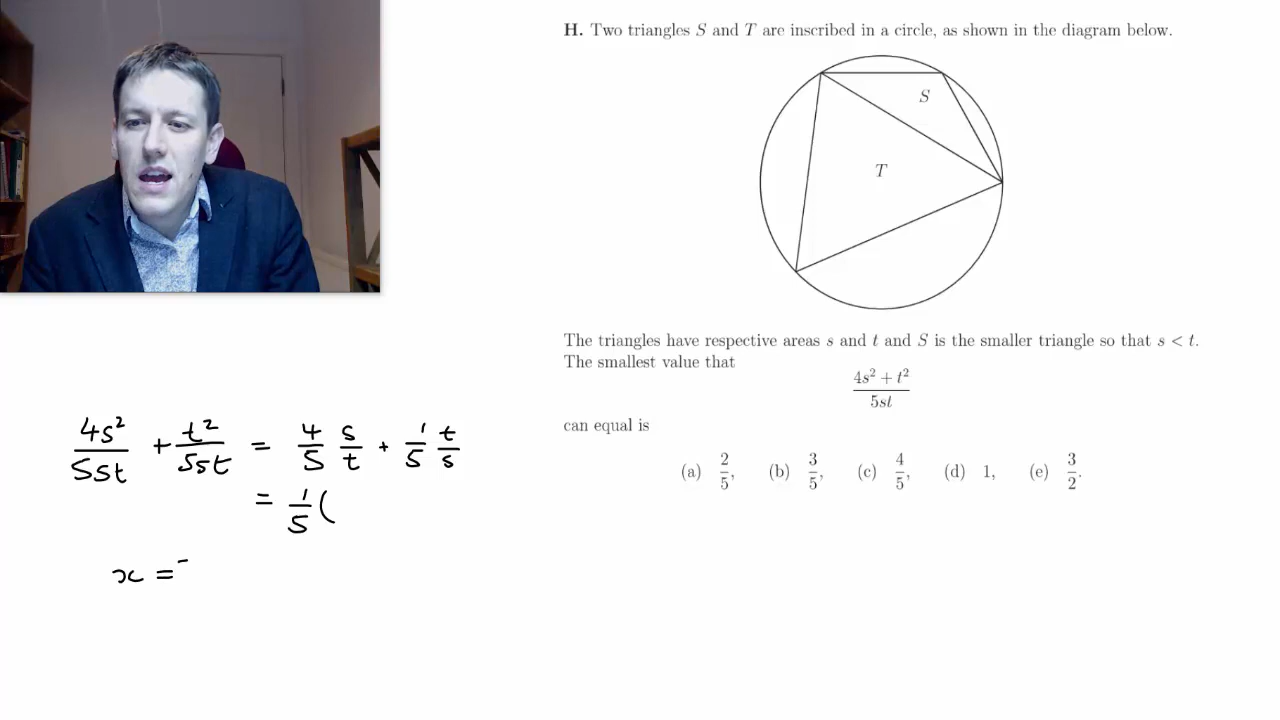 H. Two triangles S and T are inscribed in a circle, as shown in the diagram below.
S
T
The triangles have respective areas s and t and S is the smaller triangle so that s < t.
The smallest value that
4s² + t²
5st
can equal is
(a) 2/5, (b) 3/5, (c) 4/5, (d) 1, (e) 3/2.
4s²/5st + t²/5st = 4/5 s/t + 1/5 t/s
= 1/5 (
x =